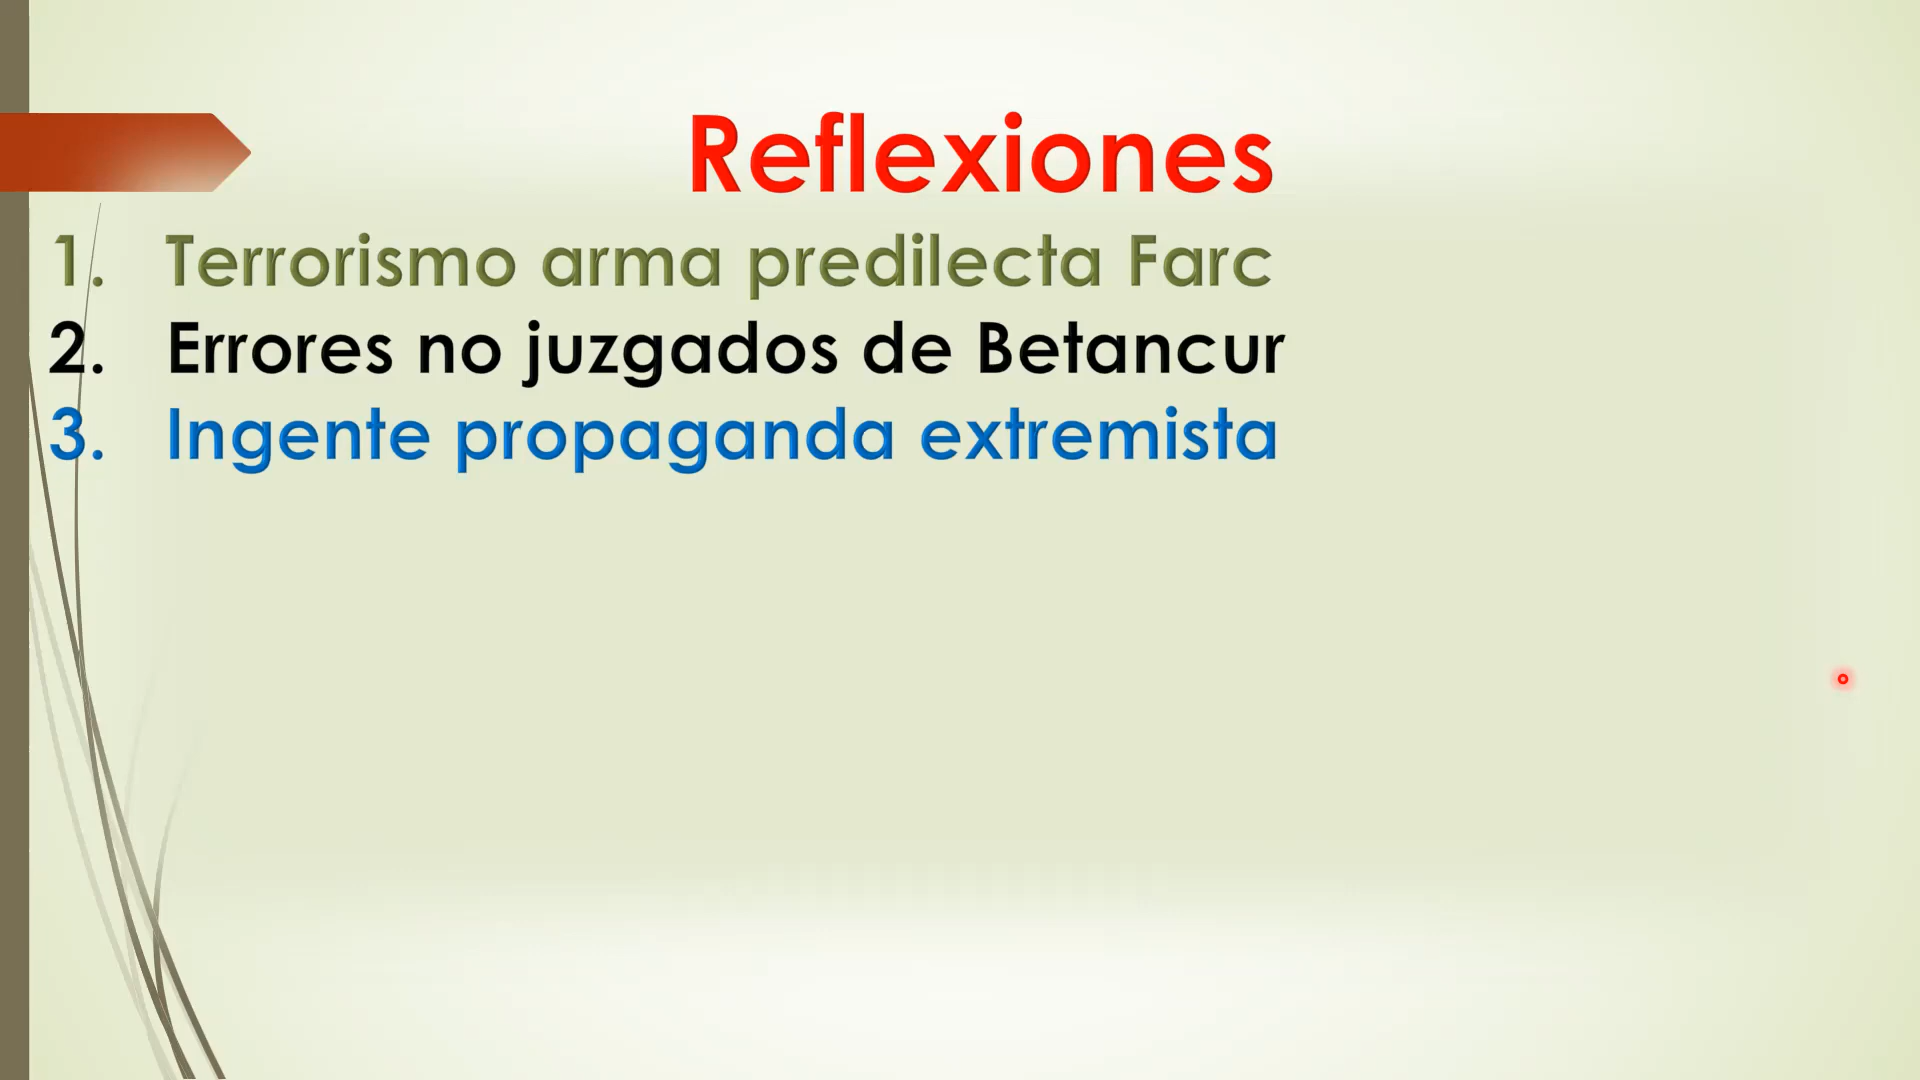 Reflexiones
1. Terrorismo arma predilecta Farc
2. Errores no juzgados de Betancur
3. Ingente propaganda extremista